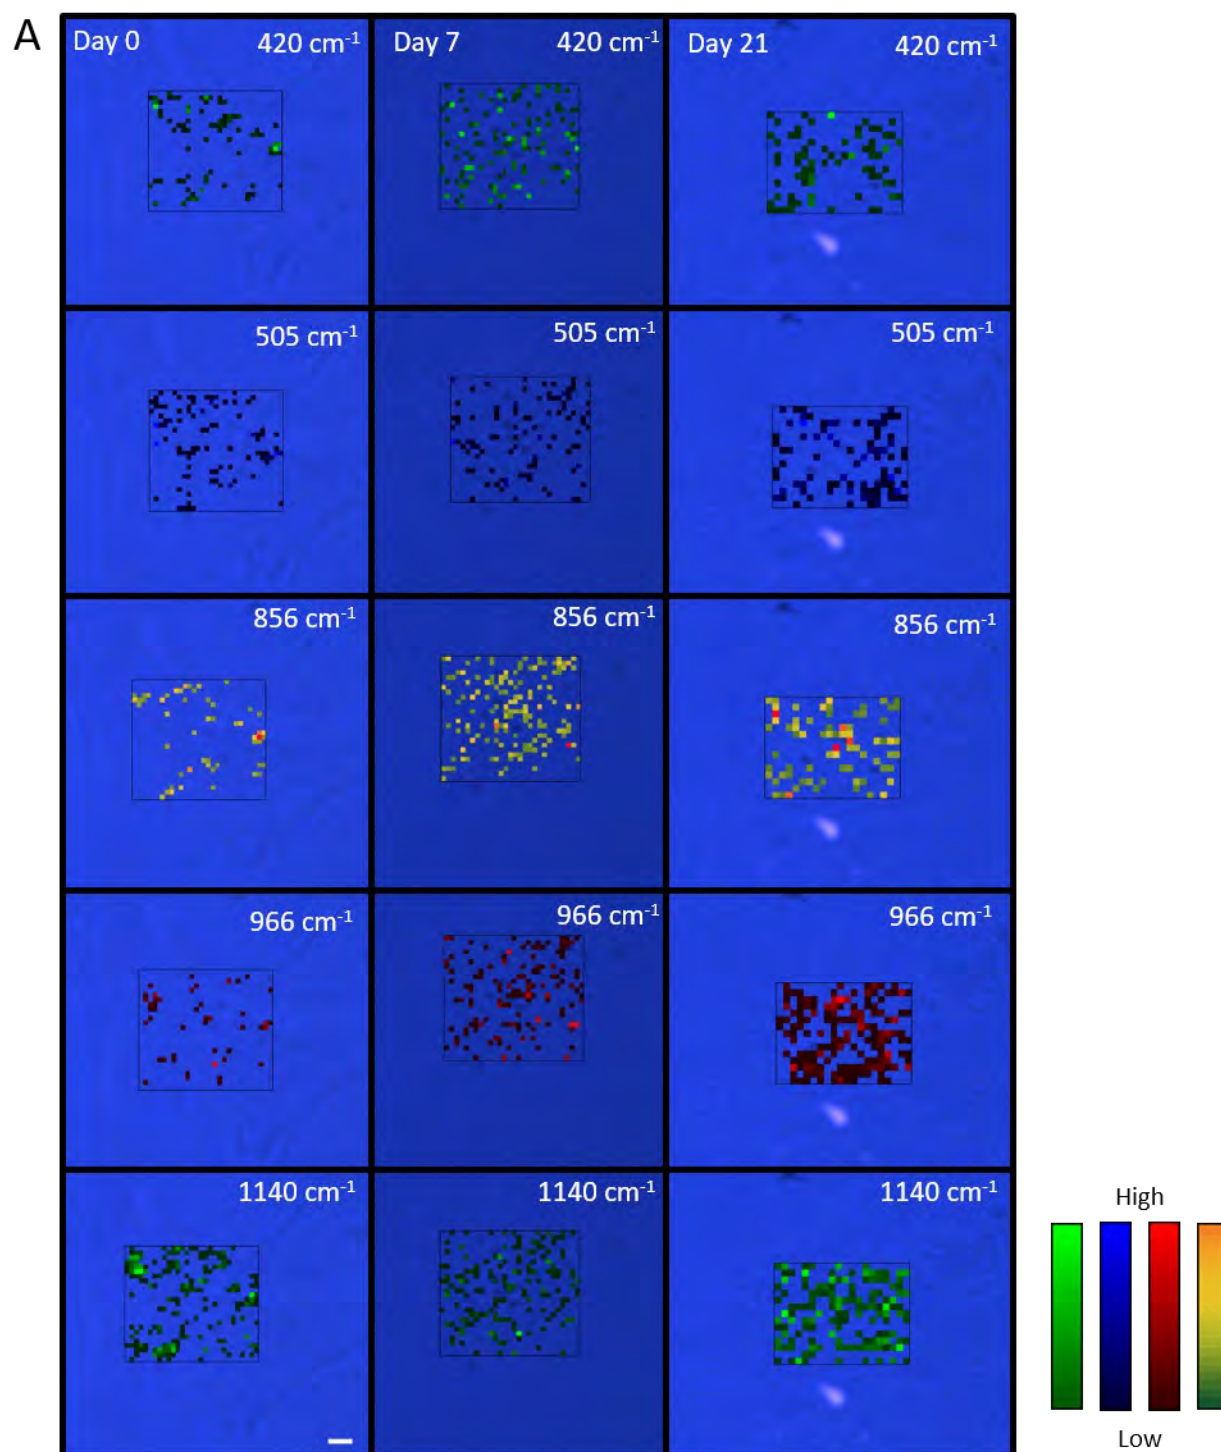 A
Day 0 420 cm⁻¹ Day 7 420 cm⁻¹ Day 21 420 cm⁻¹
505 cm⁻¹ 505 cm⁻¹ 505 cm⁻¹
856 cm⁻¹ 856 cm⁻¹ 856 cm⁻¹
966 cm⁻¹ 966 cm⁻¹ 966 cm⁻¹
1140 cm⁻¹ 1140 cm⁻¹ 1140 cm⁻¹
High
Low